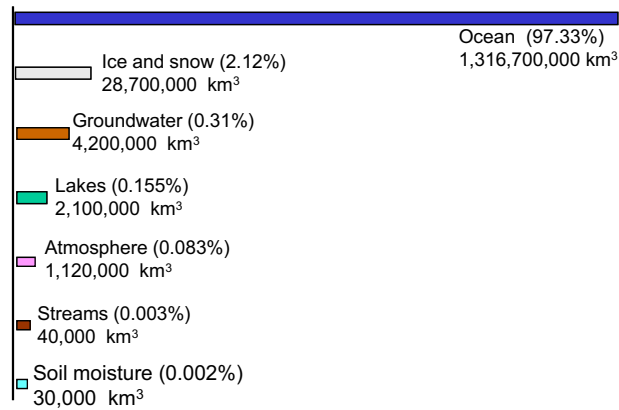 Ocean (97.33%)
1,316,700,000 km³
Ice and snow (2.12%)
28,700,000 km³
Groundwater (0.31%)
4,200,000 km³
Lakes (0.155%)
2,100,000 km³
Atmosphere (0.083%)
1,120,000 km³
Streams (0.003%)
40,000 km³
Soil moisture (0.002%)
30,000 km³